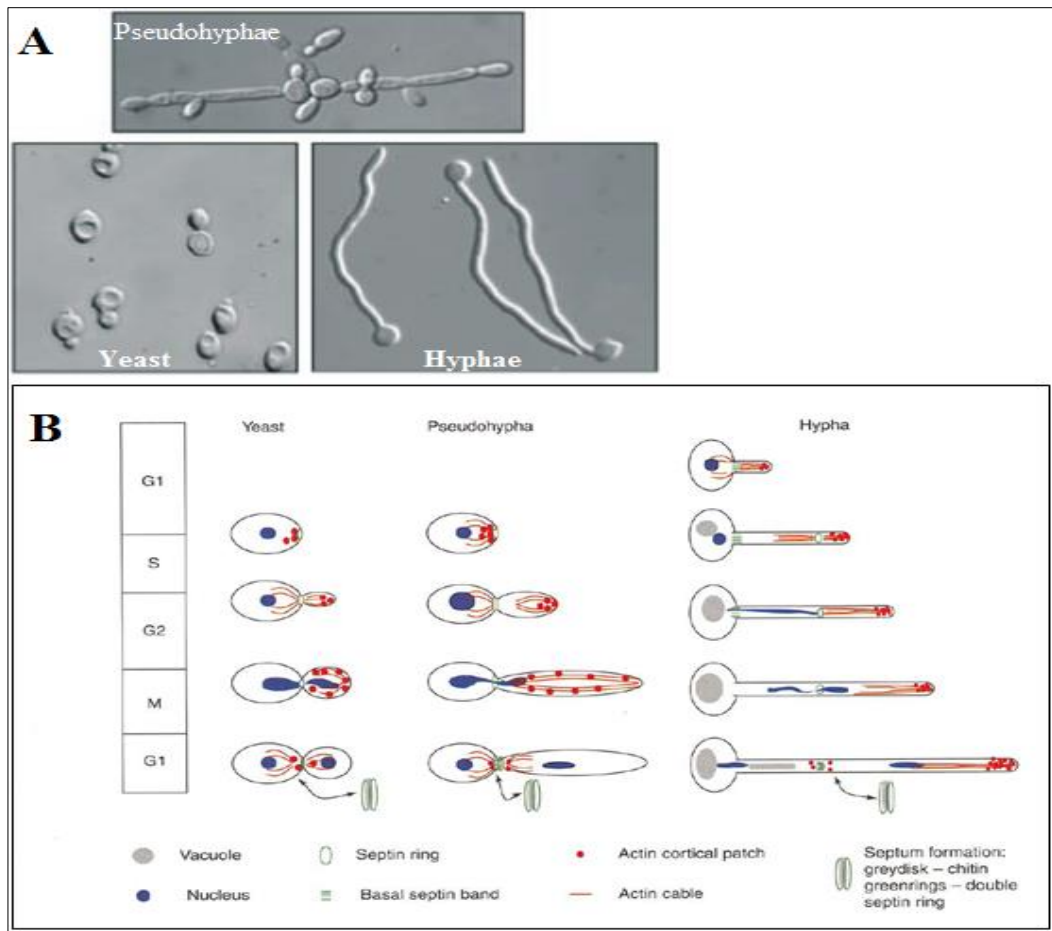 A
Pseudohyphae
Yeast
Hyphae
B
Yeast
Pseudohypha
Hypha
G1
S
G2
M
G1
Vacuole
Septin ring
Actin cortical patch
Nucleus
Basal septin band
Actin cable
Septum formation:
greydisk – chitin
greenrings – double
septin ring